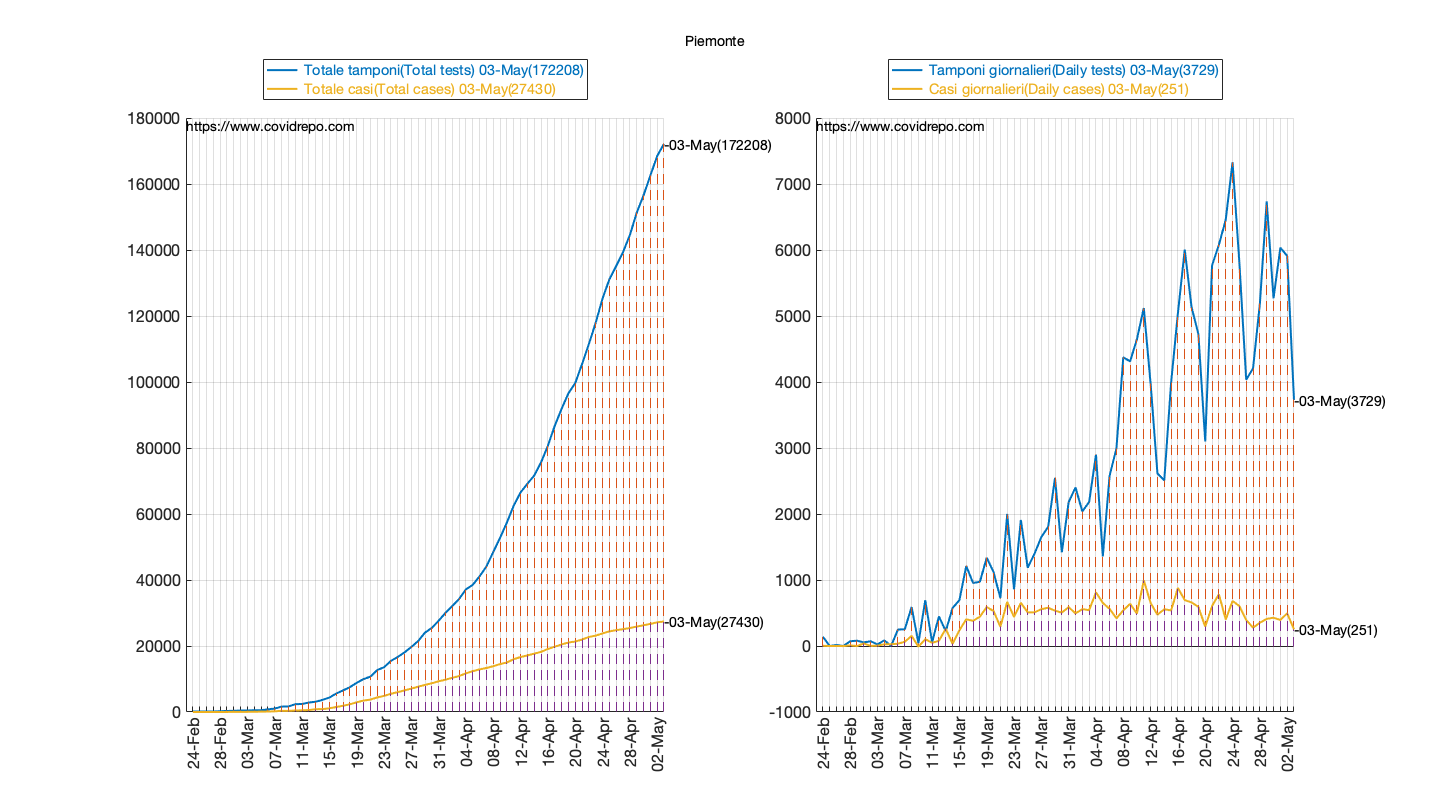 Piemonte
Totale tamponi(Total tests) 03-May(172208)
Totale casi(Total cases) 03-May(27430)
180000
160000
140000
120000
100000
80000
60000
40000
20000
0
https://www.covidrepo.com
03-May(172208)
03-May(27430)
24-Feb
28-Feb
03-Mar
07-Mar
11-Mar
15-Mar
19-Mar
23-Mar
27-Mar
31-Mar
04-Apr
08-Apr
12-Apr
16-Apr
20-Apr
24-Apr
28-Apr
02-May
Tamponi giornalieri(Daily tests) 03-May(3729)
Casi giornalieri(Daily cases) 03-May(251)
8000
7000
6000
5000
4000
3000
2000
1000
0
-1000
https://www.covidrepo.com
03-May(3729)
03-May(251)
24-Feb
28-Feb
03-Mar
07-Mar
11-Mar
15-Mar
19-Mar
23-Mar
27-Mar
31-Mar
04-Apr
08-Apr
12-Apr
16-Apr
20-Apr
24-Apr
28-Apr
02-May